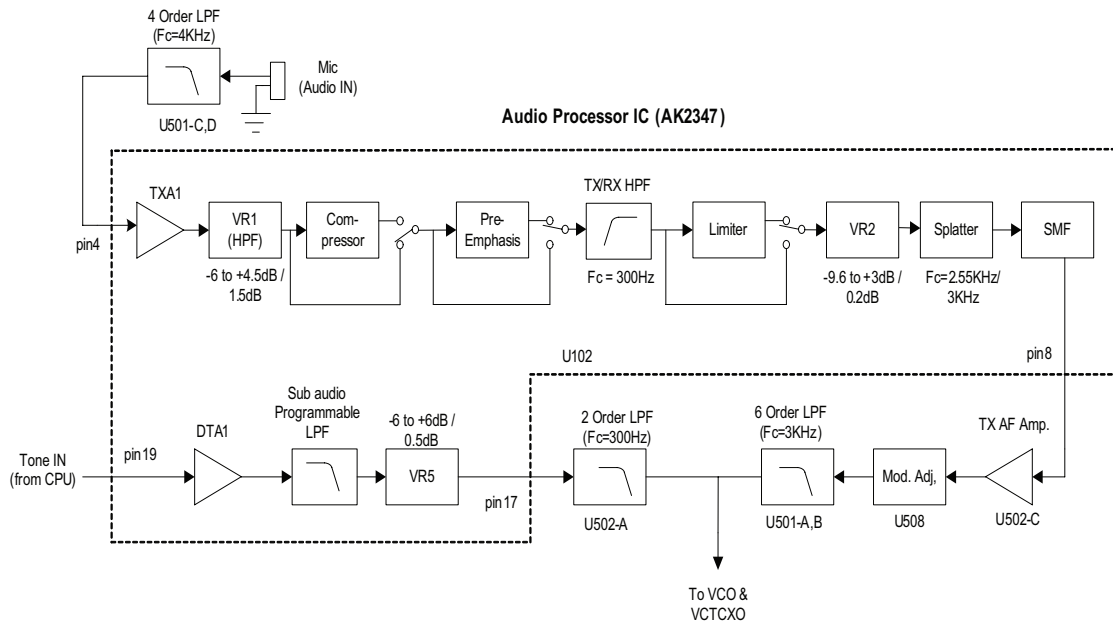 4 Order LPF
(Fc=4KHz)
Mic
(Audio IN)
U501-C,D
Audio Processor IC (AK2347)
TXA1
TX/RX HPF
pin4
VR1
(HPF)
Com-
pressor
Pre-
Emphasis
Limiter
VR2
Splatter
SMF
-6 to +4.5dB /
1.5dB
Fc = 300Hz
-9.6 to +3dB /
0.2dB
Fc=2.55KHz/
3KHz
U102
pin8
Sub audio
Programmable
LPF
-6 to +6dB /
0.5dB
2 Order LPF
(Fc=300Hz)
6 Order LPF
(Fc=3KHz)
TX AF Amp.
DTA1
Tone IN
(from CPU)
pin19
VR5
pin17
Mod. Adj,
U502-A
U501-A,B
U508
U502-C
To VCO &
VCTCXO